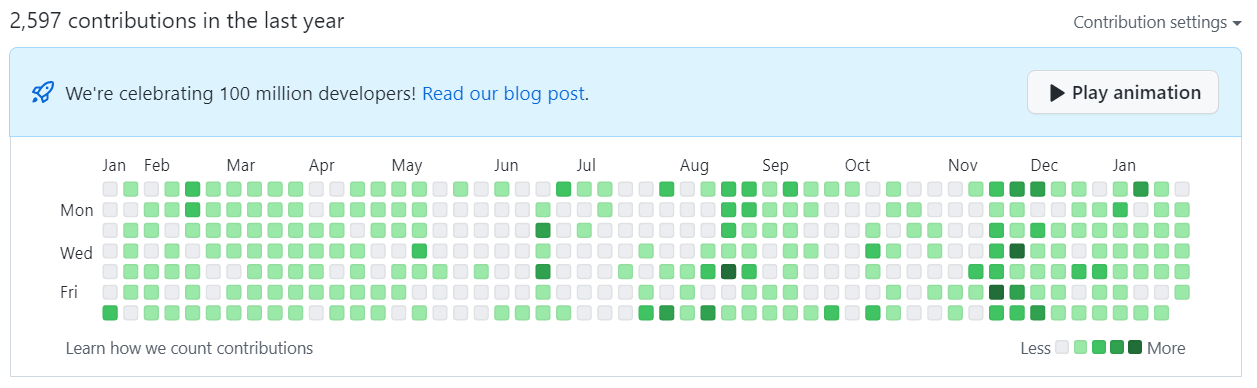 2,597 contributions in the last year
Contribution settings
We're celebrating 100 million developers! Read our blog post.
Play animation
Jan Feb Mar Apr May Jun Jul Aug Sep Oct Nov Dec Jan
Mon
Wed
Fri
Learn how we count contributions
Less More